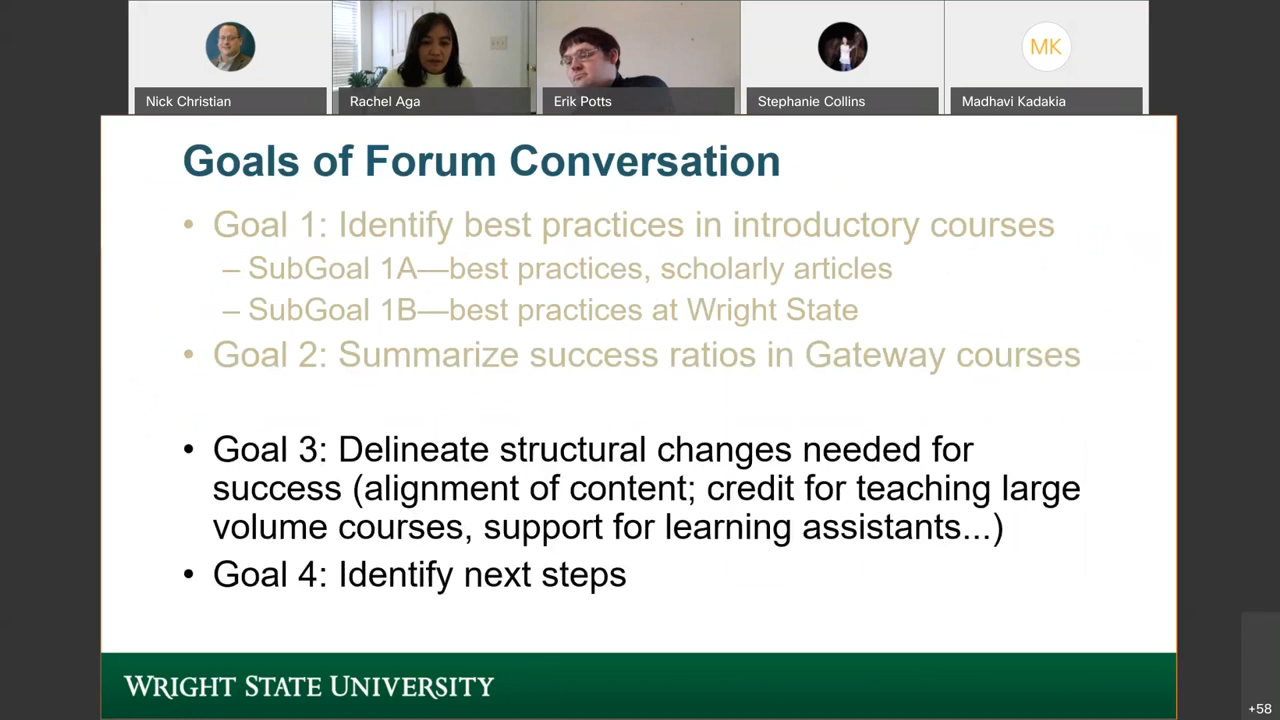 MK
Nick Christian
Rachel Aga
Erik Potts
Stephanie Collins
Madhavi Kadakia
Goals of Forum Conversation
• Goal 1: Identify best practices in introductory courses
– SubGoal 1A—best practices, scholarly articles
– SubGoal 1B—best practices at Wright State
• Goal 2: Summarize success ratios in Gateway courses
• Goal 3: Delineate structural changes needed for
success (alignment of content; credit for teaching large
volume courses, support for learning assistants...)
• Goal 4: Identify next steps
WRIGHT STATE UNIVERSITY
+58